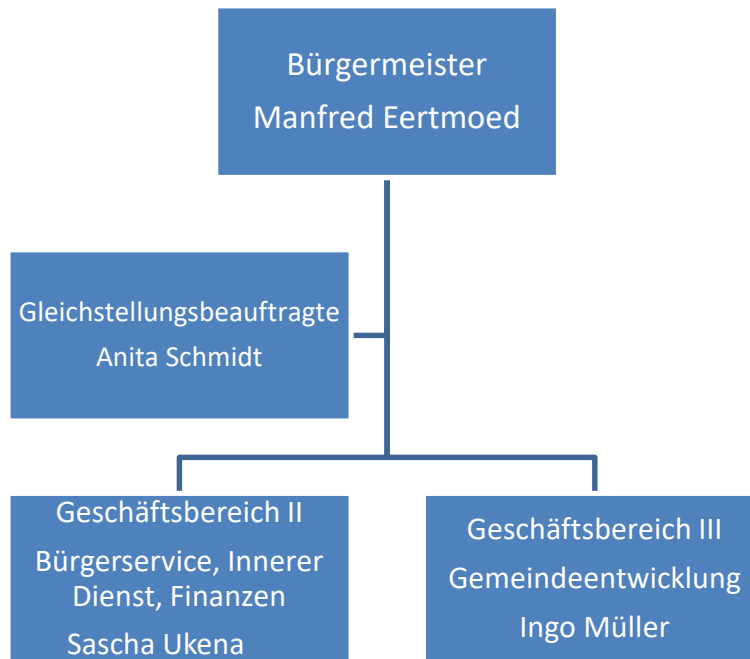 Bürgermeister
Manfred Eertmoed
Gleichstellungsbeauftragte
Anita Schmidt
Geschäftsbereich II
Bürgerservice, Innerer
Dienst, Finanzen
Sascha Ukena
Geschäftsbereich III
Gemeindeentwicklung
Ingo Müller